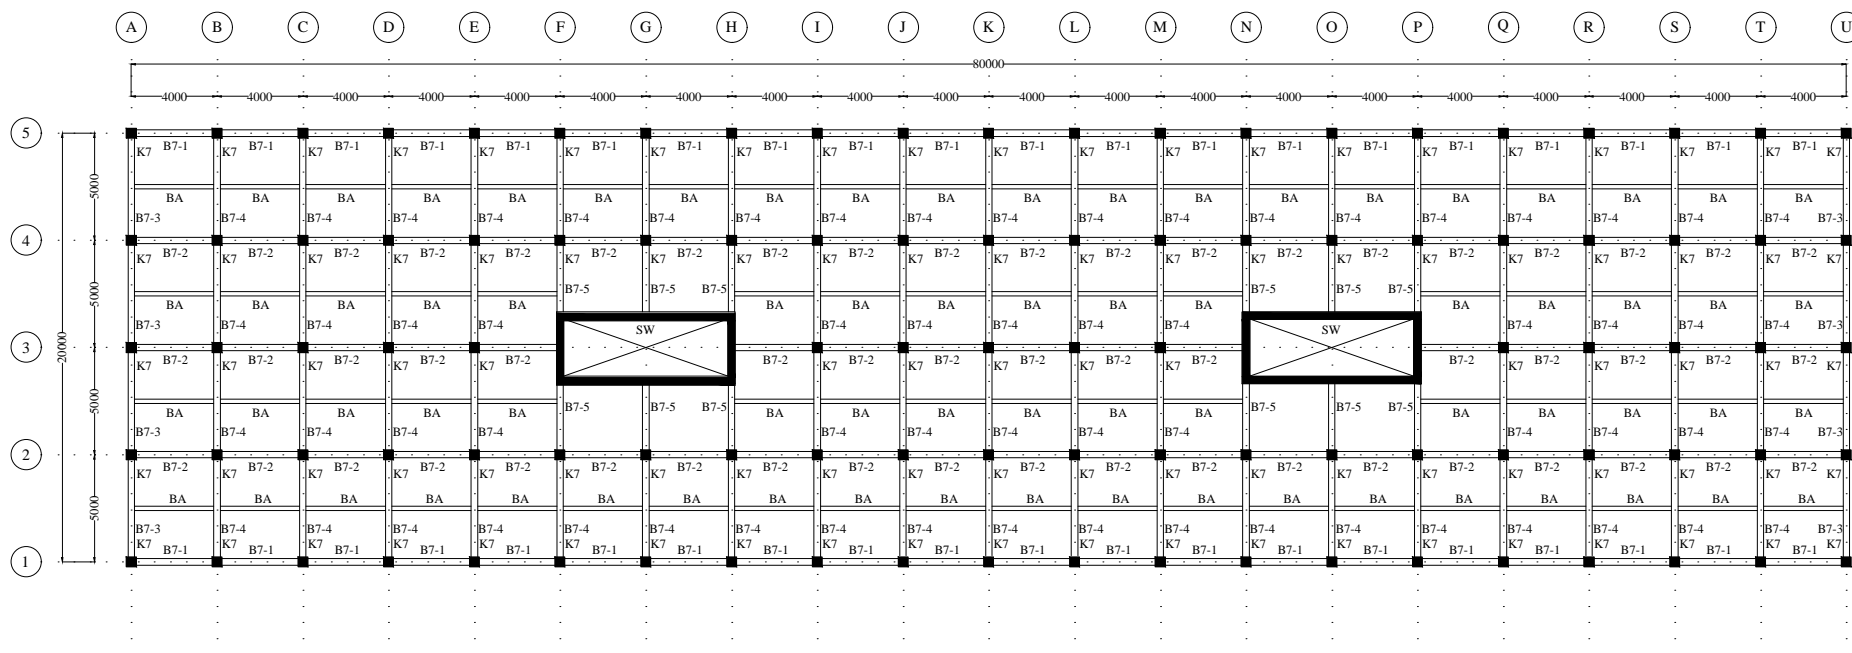 A B C D E F G H I J K L M N O P Q R S T U
80000
4000 4000 4000 4000 4000 4000 4000 4000 4000 4000 4000 4000 4000 4000 4000 4000 4000 4000 4000 4000
5
K7 B7-1 K7 B7-1 K7 B7-1 K7 B7-1 K7 B7-1 K7 B7-1 K7 B7-1 K7 B7-1 K7 B7-1 K7 B7-1 K7 B7-1 K7 B7-1 K7 B7-1 K7 B7-1 K7 B7-1 K7 B7-1 K7 B7-1 K7 B7-1 K7 B7-1 K7 B7-1 K7
5000
BA BA BA BA BA BA BA BA BA BA BA BA BA BA BA BA BA BA BA BA
B7-3 B7-4 B7-4 B7-4 B7-4 B7-4 B7-4 B7-4 B7-4 B7-4 B7-4 B7-4 B7-4 B7-4 B7-4 B7-4 B7-4 B7-4 B7-4 B7-4 B7-3
4
K7 B7-2 K7 B7-2 K7 B7-2 K7 B7-2 K7 B7-2 K7 B7-2 K7 B7-2 K7 B7-2 K7 B7-2 K7 B7-2 K7 B7-2 K7 B7-2 K7 B7-2 K7 B7-2 K7 B7-2 K7 B7-2 K7 B7-2 K7 B7-2 K7 B7-2 K7 B7-2 K7
B7-5 B7-5 B7-5 B7-5 B7-5 B7-5
5000
BA BA BA BA BA BA BA BA BA BA BA BA BA BA BA BA
B7-3 B7-4 B7-4 B7-4 B7-4 B7-4 B7-4 B7-4 B7-4 B7-4 B7-4 B7-4 B7-4 B7-4 B7-3
SW SW
20000
3
K7 B7-2 K7 B7-2 K7 B7-2 K7 B7-2 K7 B7-2 B7-2 K7 B7-2 K7 B7-2 K7 B7-2 K7 B7-2 K7 B7-2 B7-2 K7 B7-2 K7 B7-2 K7 B7-2 K7 B7-2 K7
5000
B7-5 B7-5 B7-5 B7-5 B7-5 B7-5
BA BA BA BA BA BA BA BA BA BA BA BA BA BA BA BA
B7-3 B7-4 B7-4 B7-4 B7-4 B7-4 B7-4 B7-4 B7-4 B7-4 B7-4 B7-4 B7-4 B7-4 B7-3
2
K7 B7-2 K7 B7-2 K7 B7-2 K7 B7-2 K7 B7-2 K7 B7-2 K7 B7-2 K7 B7-2 K7 B7-2 K7 B7-2 K7 B7-2 K7 B7-2 K7 B7-2 K7 B7-2 K7 B7-2 K7 B7-2 K7 B7-2 K7 B7-2 K7 B7-2 K7 B7-2 K7
BA BA BA BA BA BA BA BA BA BA BA BA BA BA BA BA BA BA BA BA
5000
B7-3 B7-4 B7-4 B7-4 B7-4 B7-4 B7-4 B7-4 B7-4 B7-4 B7-4 B7-4 B7-4 B7-4 B7-4 B7-4 B7-4 B7-4 B7-4 B7-4 B7-3
K7 B7-1 K7 B7-1 K7 B7-1 K7 B7-1 K7 B7-1 K7 B7-1 K7 B7-1 K7 B7-1 K7 B7-1 K7 B7-1 K7 B7-1 K7 B7-1 K7 B7-1 K7 B7-1 K7 B7-1 K7 B7-1 K7 B7-1 K7 B7-1 K7 B7-1 K7 B7-1 K7
1